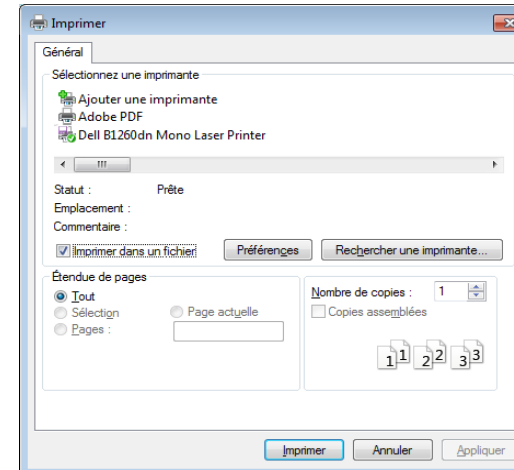 Imprimer
Général
Sélectionnez une imprimante
Ajouter une imprimante
Adobe PDF
Dell B1260dn Mono Laser Printer
Statut : Prête
Emplacement :
Commentaire :
Imprimer dans un fichier Préférences Rechercher une imprimante...
Étendue de pages
Tout
Sélection Page actuelle
Pages :
Nombre de copies : 1
Copies assemblées
1 1 2 2 3 3
Imprimer Annuler Appliquer